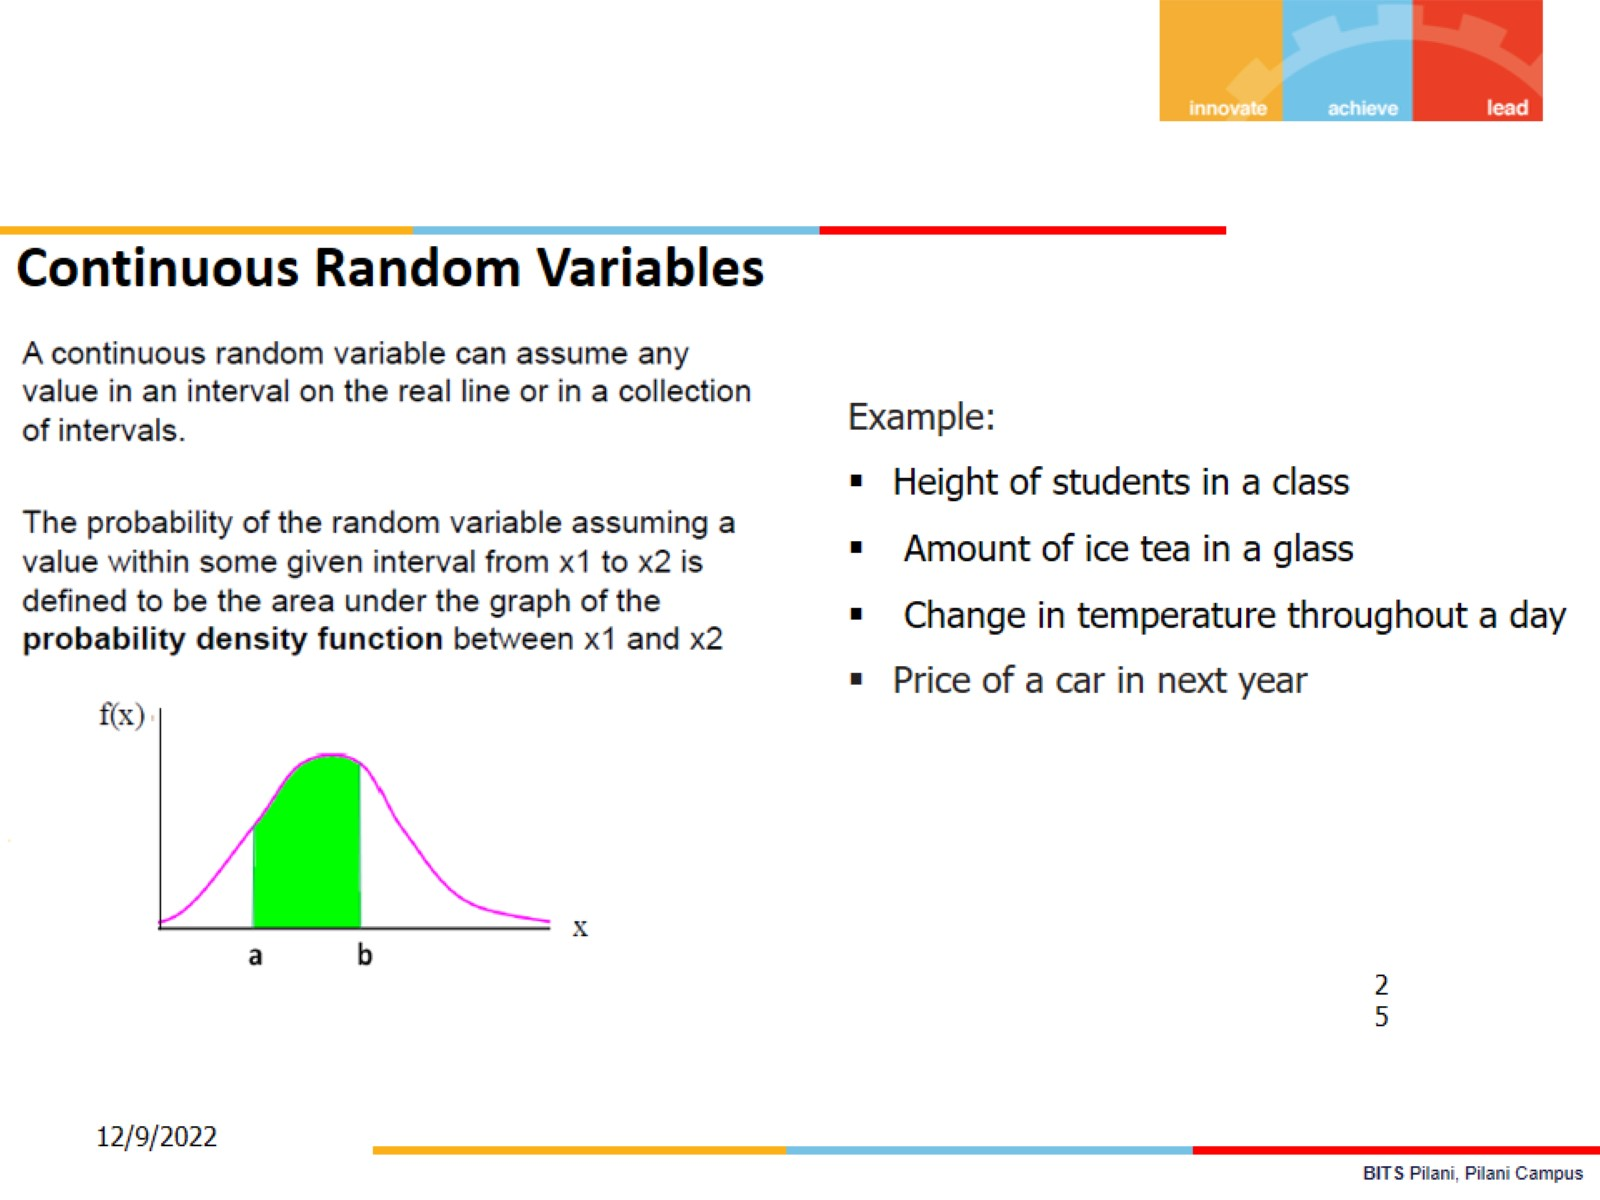 innovate achieve lead
Continuous Random Variables
A continuous random variable can assume any
value in an interval on the real line or in a collection
of intervals.
The probability of the random variable assuming a
value within some given interval from x1 to x2 is
defined to be the area under the graph of the
probability density function between x1 and x2
f(x)
x
a b
Example:
▪ Height of students in a class
▪ Amount of ice tea in a glass
▪ Change in temperature throughout a day
▪ Price of a car in next year
2
5
12/9/2022
BITS Pilani, Pilani Campus